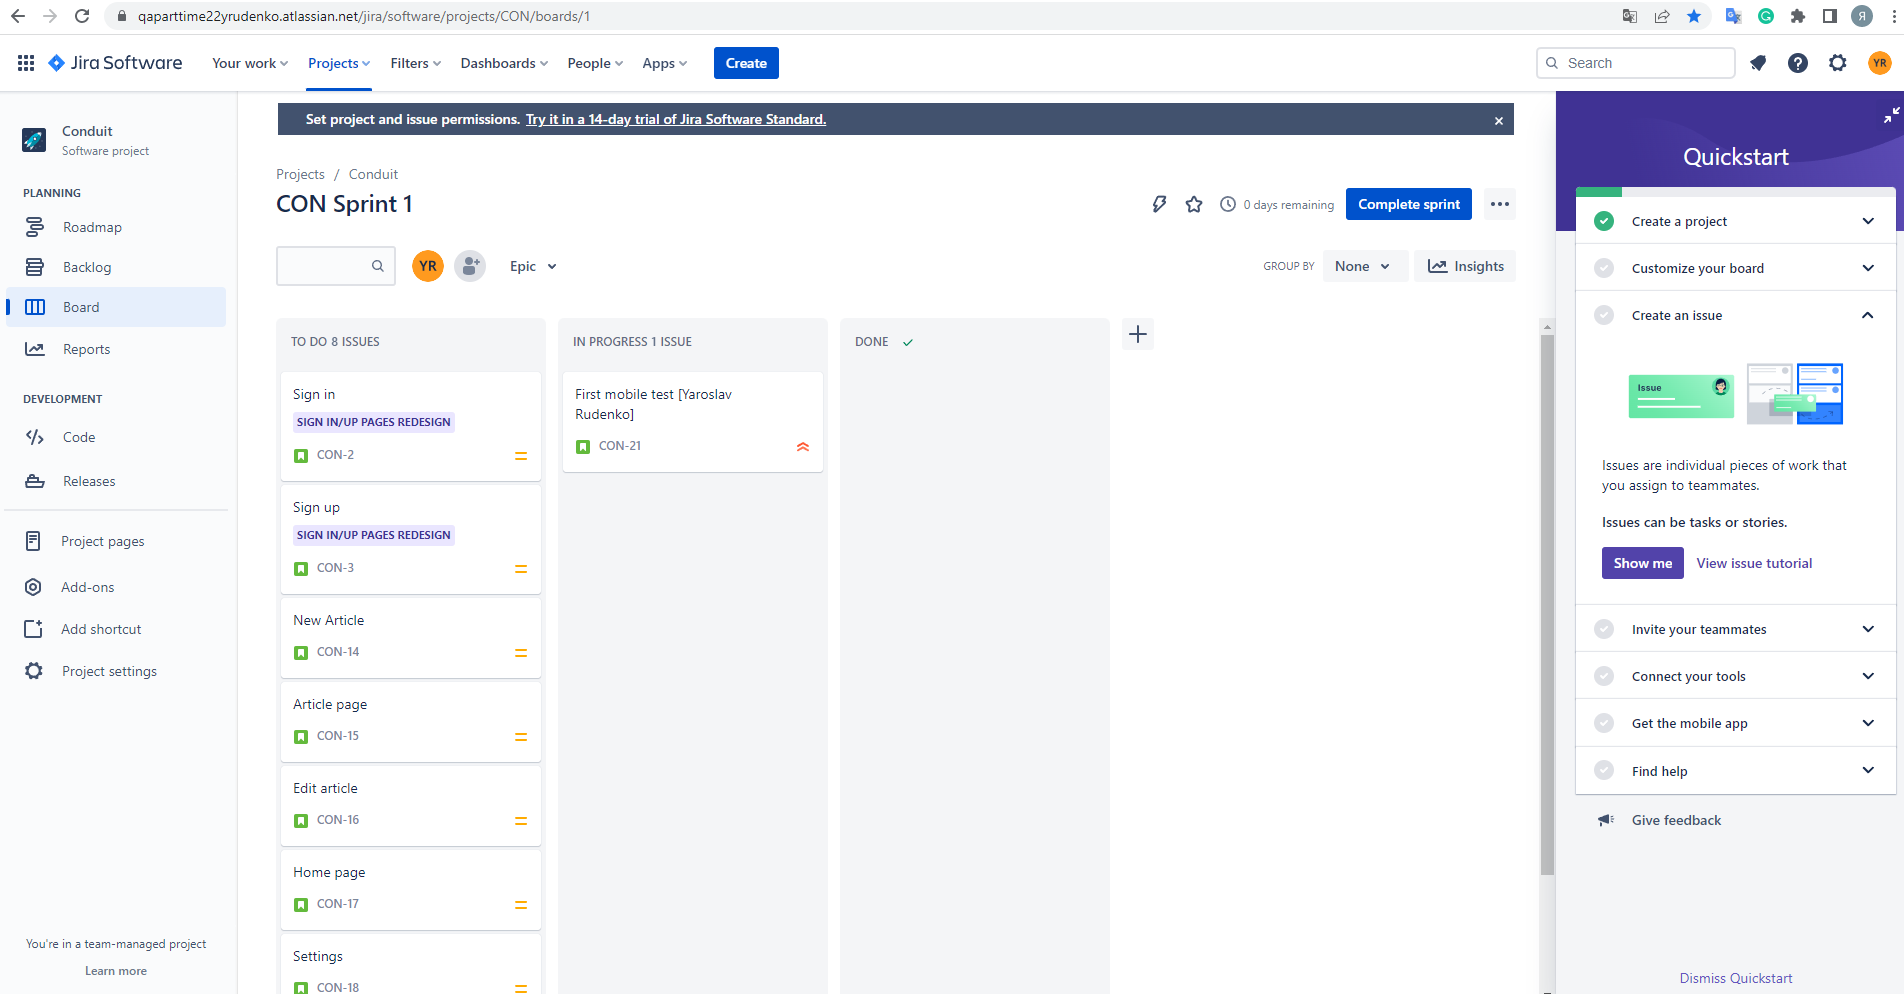 qaparttime22yrudenko.atlassian.net/jira/software/projects/CON/boards/1
Я
Jira Software
Your work
Projects
Filters
Dashboards
People
Apps
Create
Search
YR
Conduit
Software project
PLANNING
Roadmap
Backlog
Board
Reports
DEVELOPMENT
Code
Releases
Project pages
Add-ons
Add shortcut
Project settings
You're in a team-managed project
Learn more
Set project and issue permissions. Try it in a 14-day trial of Jira Software Standard.
Projects / Conduit
CON Sprint 1
0 days remaining
Complete sprint
YR
Epic
GROUP BY
None
Insights
TO DO 8 ISSUES
Sign in
SIGN IN/UP PAGES REDESIGN
CON-2
Sign up
SIGN IN/UP PAGES REDESIGN
CON-3
New Article
CON-14
Article page
CON-15
Edit article
CON-16
Home page
CON-17
Settings
CON-18
IN PROGRESS 1 ISSUE
First mobile test [Yaroslav
Rudenko]
CON-21
DONE
Quickstart
Create a project
Customize your board
Create an issue
Issue
Issues are individual pieces of work that
you assign to teammates.
Issues can be tasks or stories.
Show me
View issue tutorial
Invite your teammates
Connect your tools
Get the mobile app
Find help
Give feedback
Dismiss Quickstart